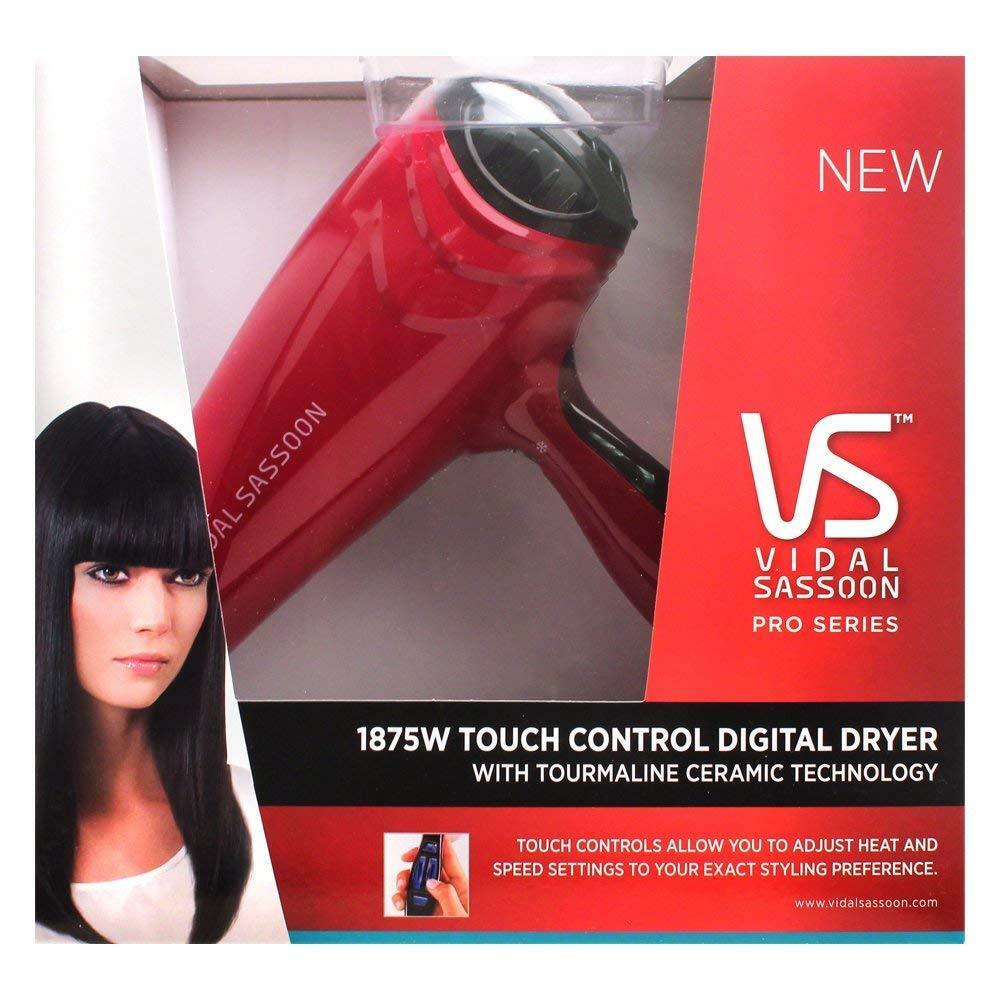 NEW
VS™
VIDAL
SASSOON
PRO SERIES
SASSOON
1875W TOUCH CONTROL DIGITAL DRYER
WITH TOURMALINE CERAMIC TECHNOLOGY
TOUCH CONTROLS ALLOW YOU TO ADJUST HEAT AND
SPEED SETTINGS TO YOUR EXACT STYLING PREFERENCE.
www.vidalsassoon.com